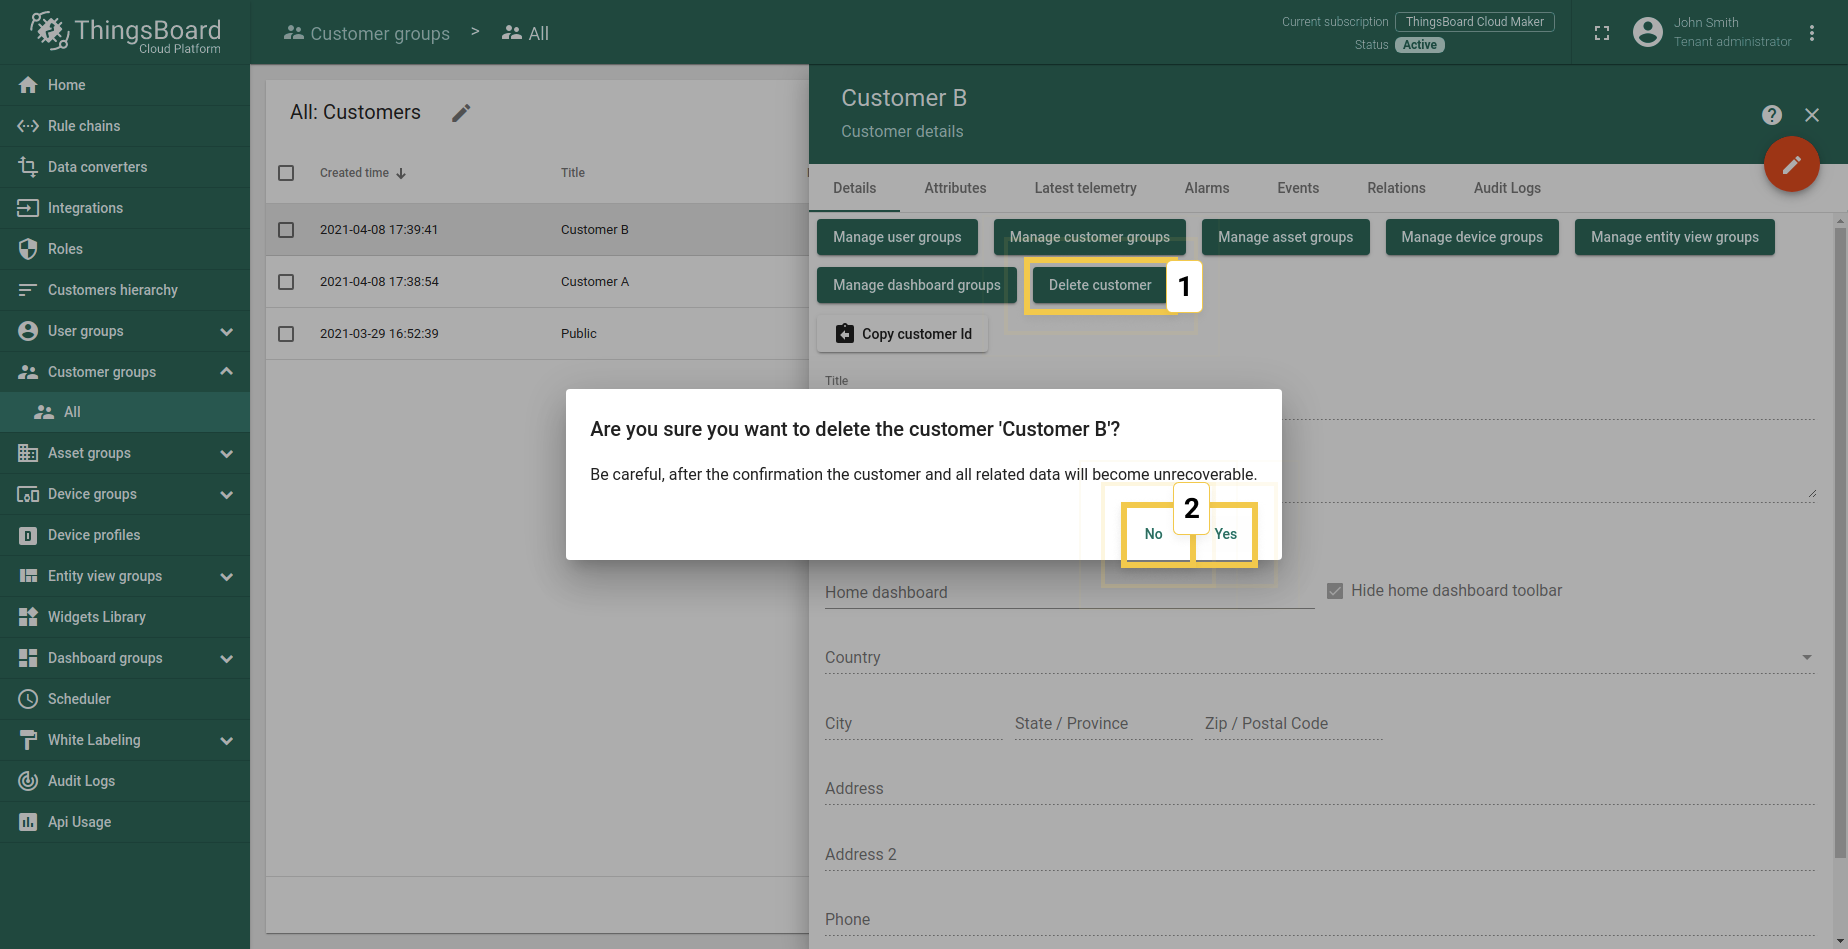 ThingsBoard
Cloud Platform
Customer groups > All
Current subscription ThingsBoard Cloud Maker
Status Active
John Smith
Tenant administrator
Home
Rule chains
Data converters
Integrations
Roles
Customers hierarchy
User groups
Customer groups
All
Asset groups
Device groups
Device profiles
Entity view groups
Widgets Library
Dashboard groups
Scheduler
White Labeling
Audit Logs
Api Usage
All: Customers
Created time Title
2021-04-08 17:39:41 Customer B
2021-04-08 17:38:54 Customer A
2021-03-29 16:52:39 Public
Customer B
Customer details
Details Attributes Latest telemetry Alarms Events Relations Audit Logs
Manage user groups Manage customer groups Manage asset groups Manage device groups Manage entity view groups
Manage dashboard groups Delete customer 1
Copy customer Id
Title
Are you sure you want to delete the customer 'Customer B'?
Be careful, after the confirmation the customer and all related data will become unrecoverable.
2
No Yes
Home dashboard Hide home dashboard toolbar
Country
City State / Province Zip / Postal Code
Address
Address 2
Phone